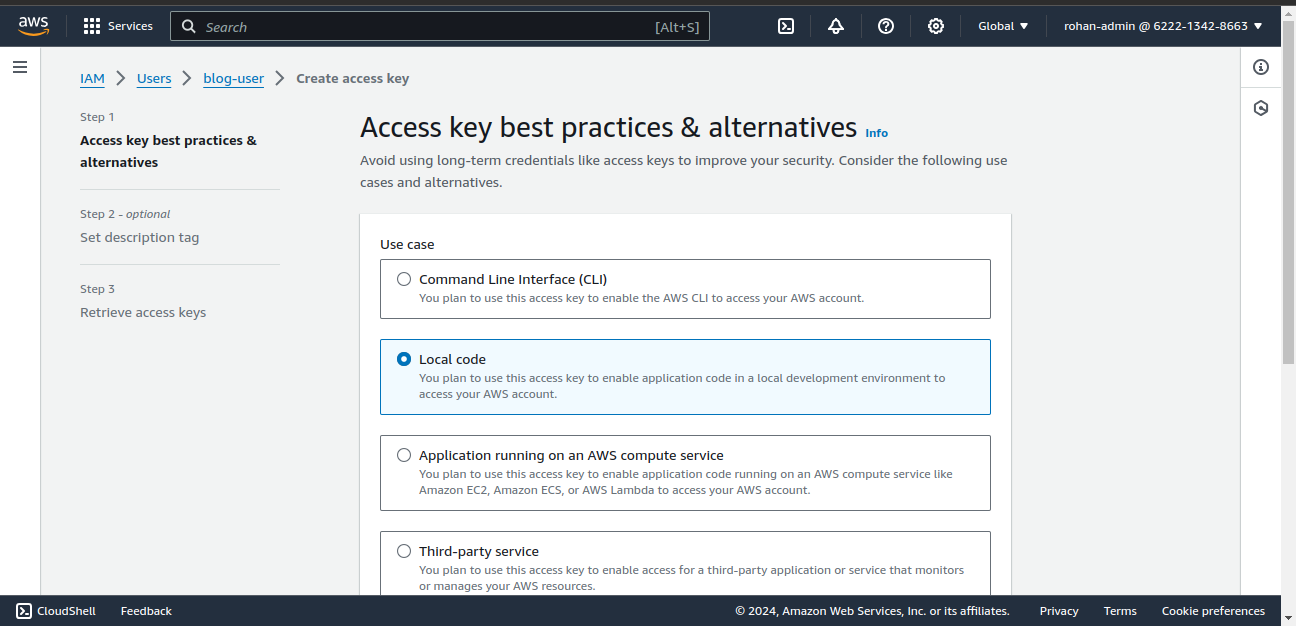 aws
Services
Search
[Alt+S]
Global
rohan-admin @ 6222-1342-8663
IAM
Users
blog-user
Create access key
Step 1
Access key best practices &
alternatives
Step 2 - optional
Set description tag
Step 3
Retrieve access keys
Access key best practices & alternatives Info
Avoid using long-term credentials like access keys to improve your security. Consider the following use
cases and alternatives.
Use case
Command Line Interface (CLI)
You plan to use this access key to enable the AWS CLI to access your AWS account.
Local code
You plan to use this access key to enable application code in a local development environment to
access your AWS account.
Application running on an AWS compute service
You plan to use this access key to enable application code running on an AWS compute service like
Amazon EC2, Amazon ECS, or AWS Lambda to access your AWS account.
Third-party service
You plan to use this access key to enable access for a third-party application or service that monitors
or manages your AWS resources.
CloudShell
Feedback
© 2024, Amazon Web Services, Inc. or its affiliates.
Privacy
Terms
Cookie preferences